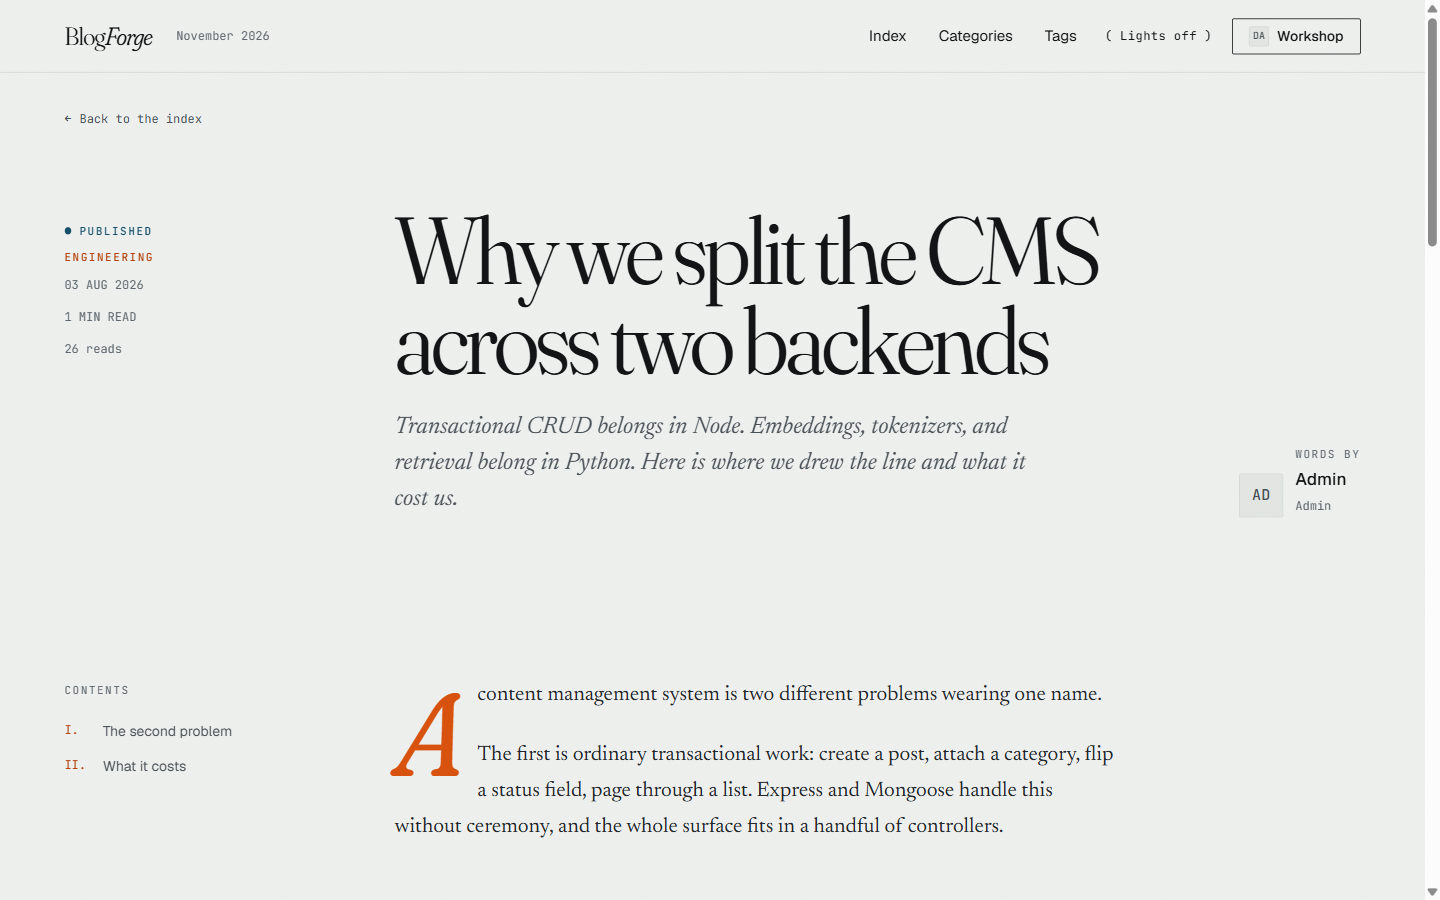 BlogForge
November 2026
Index
Categories
Tags
( Lights off )
DA
Workshop
← Back to the index
PUBLISHED
ENGINEERING
03 AUG 2026
1 MIN READ
26 reads
Why we split the CMS
across two backends
Transactional CRUD belongs in Node. Embeddings, tokenizers, and
retrieval belong in Python. Here is where we drew the line and what it
cost us.
WORDS BY
AD
Admin
Admin
CONTENTS
I. The second problem
II. What it costs
A content management system is two different problems wearing one name.
The first is ordinary transactional work: create a post, attach a category, flip
a status field, page through a list. Express and Mongoose handle this
without ceremony, and the whole surface fits in a handful of controllers.